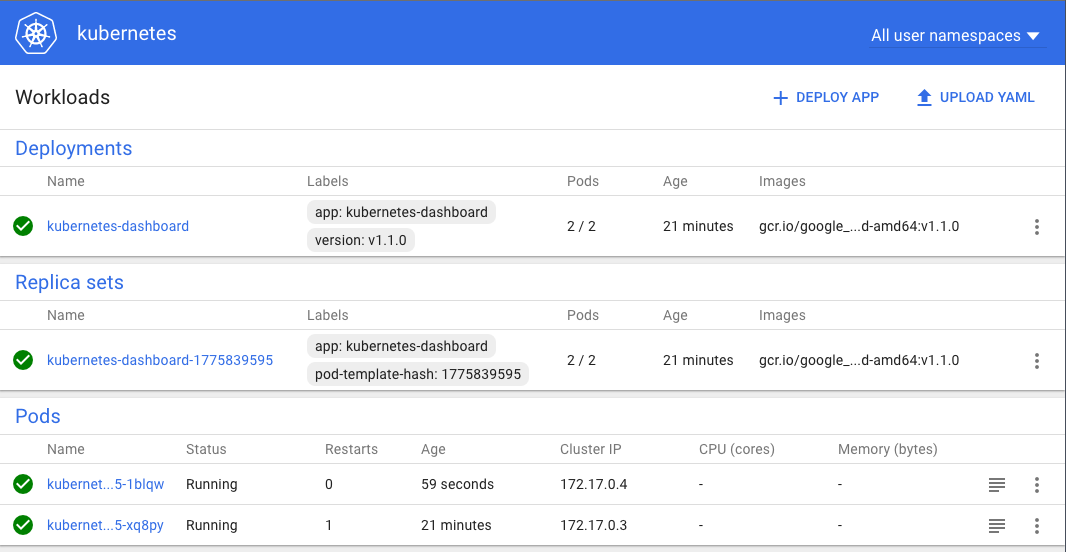 kubernetes
All user namespaces
Workloads
DEPLOY APP
UPLOAD YAML
Deployments
Name Labels Pods Age Images
kubernetes-dashboard
app: kubernetes-dashboard
version: v1.1.0
2 / 2
21 minutes
gcr.io/google_...d-amd64:v1.1.0
Replica sets
Name Labels Pods Age Images
kubernetes-dashboard-1775839595
app: kubernetes-dashboard
pod-template-hash: 1775839595
2 / 2
21 minutes
gcr.io/google_...d-amd64:v1.1.0
Pods
Name Status Restarts Age Cluster IP CPU (cores) Memory (bytes)
kubernet...5-1blqw Running 0 59 seconds 172.17.0.4 - -
kubernet...5-xq8py Running 1 21 minutes 172.17.0.3 - -